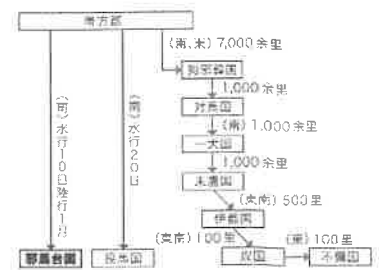 帯方郡
(南、東) 7,000余里
狗邪韓国
1,000余里
対馬国
(南) 1,000余里
一大国
1,000余里
末盧国
(東南) 500里
伊都国
(東南) 100里
奴国
(東) 100里
不彌国
(南) 水行20日
投馬国
(南) 水行10日陸行1月
邪馬台国